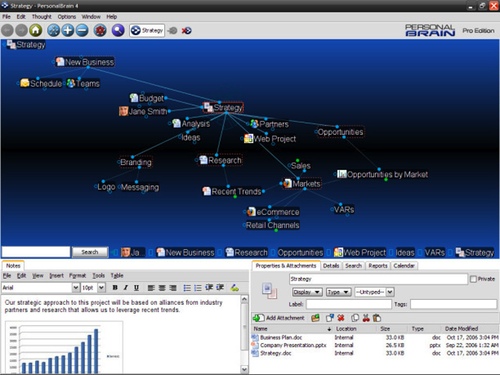 Strategy - PersonalBrain 4
File Edit Thought Options Window Help
Strategy
PERSONAL BRAIN Pro Edition
Strategy
New Business
Schedule Teams
Budget
Strategy
Jane Smith
Analysis Partners
Opportunities
Ideas Web Project
Branding Research Sales
Opportunities by Market
Logo Messaging Recent Trends Markets
eCommerce VARs
Retail Channels
Search Ja... New Business Research Opportunities Web Project Ideas VARs Strategy
Notes
File Edit View Insert Format Tools Table
Arial 10pt B I U
Our strategic approach to this project will be based on alliances from industry
partners and research that allows us to leverage recent trends.
Properties & Attachments Details Search Reports Calendar
Strategy Private
Display Type --Untyped--
Label: Tags:
Add Attachment
Name Location Size Type Date Modified
Business Plan.doc Internal 33.0 KB doc Oct 17, 2006 3:04 PM
Company Presentation.pptx Internal 26.5 KB pptx Sep 22, 2006 1:32 AM
Strategy.doc Internal 33.0 KB doc Oct 17, 2006 3:04 PM